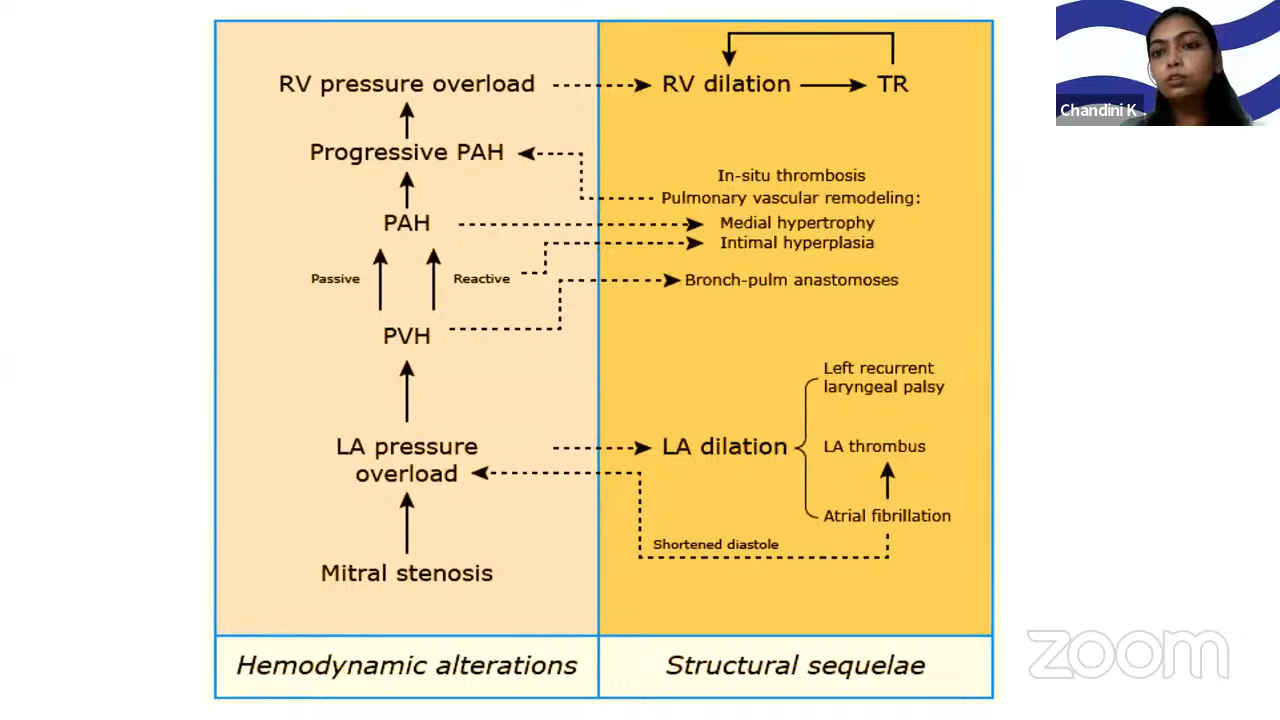 RV pressure overload
RV dilation
TR
Progressive PAH
In-situ thrombosis
Pulmonary vascular remodeling:
PAH
Medial hypertrophy
Intimal hyperplasia
Passive
Reactive
Bronch-pulm anastomoses
PVH
Left recurrent
laryngeal palsy
LA pressure
overload
LA dilation
LA thrombus
Atrial fibrillation
Shortened diastole
Mitral stenosis
Hemodynamic alterations
Structural sequelae
Chandini K
zoom